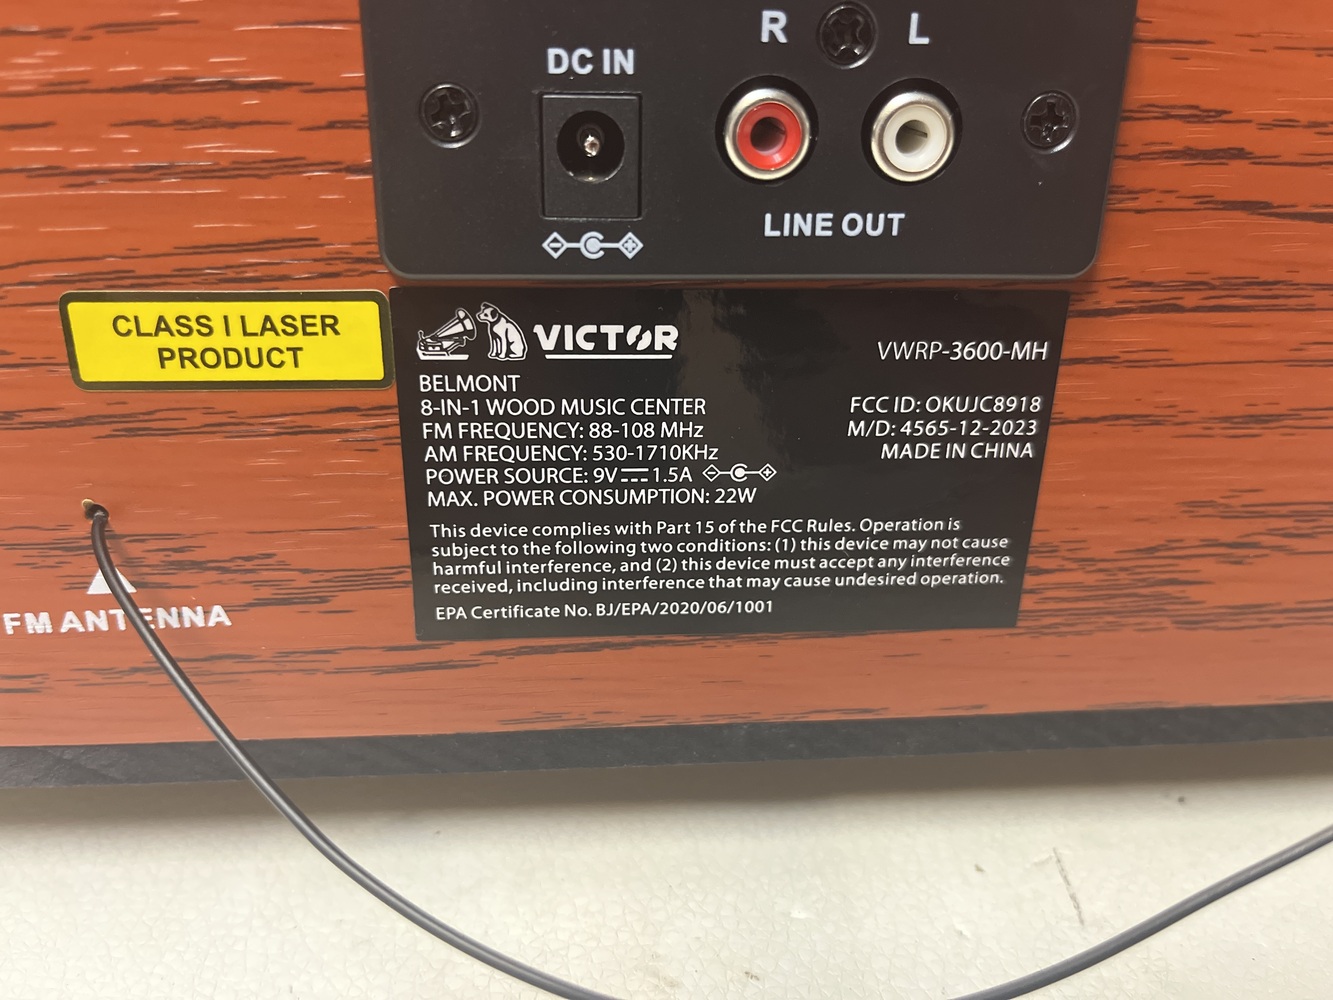 R L
DC IN
LINE OUT
CLASS I LASER
PRODUCT
VICTOR
VWRP-3600-MH
BELMONT
8-IN-1 WOOD MUSIC CENTER
FM FREQUENCY: 88-108 MHz
AM FREQUENCY: 530-1710KHz
POWER SOURCE: 9V 1.5A
MAX. POWER CONSUMPTION: 22W
FCC ID: OKUJC8918
M/D: 4565-12-2023
MADE IN CHINA
This device complies with Part 15 of the FCC Rules. Operation is
subject to the following two conditions: (1) this device may not cause
harmful interference, and (2) this device must accept any interference
received, including interference that may cause undesired operation.
EPA Certificate No. BJ/EPA/2020/06/1001
FM ANTENNA